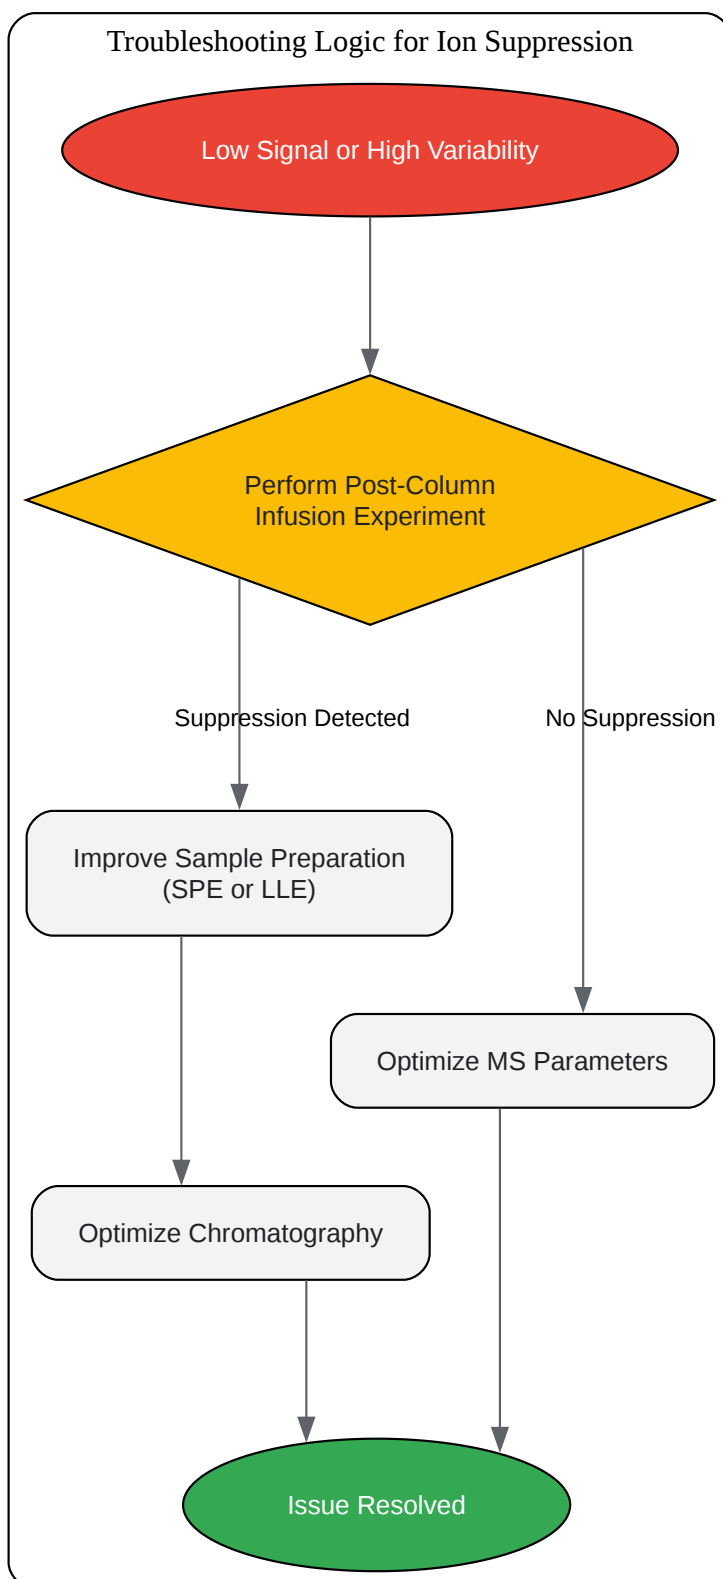 Troubleshooting Logic for Ion Suppression
Low Signal or High Variability
Perform Post-Column
Infusion Experiment
Suppression Detected
No Suppression
Improve Sample Preparation
(SPE or LLE)
Optimize MS Parameters
Optimize Chromatography
Issue Resolved